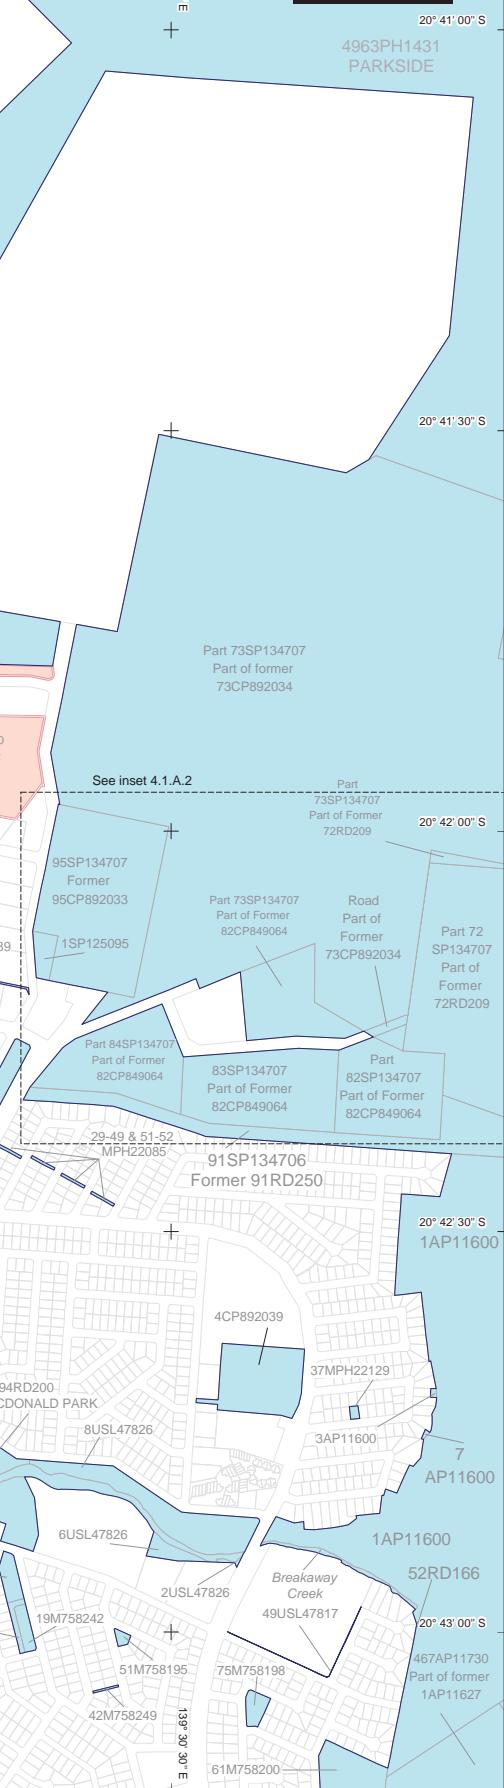 E
20° 41' 00" S
4963PH1431
PARKSIDE
20° 41' 30" S
Part 73SP134707
Part of former
73CP892034
0
See inset 4.1.A.2
Part
73SP134707
Part of Former
72RD209
20° 42' 00" S
95SP134707
Former
95CP892033
Part 73SP134707
Part of Former
82CP849064
Road
Part of
Former
73CP892034
Part 72
SP134707
Part of
Former
72RD209
39
1SP125095
Part 84SP134707
Part of Former
82CP849064
83SP134707
Part of Former
82CP849064
Part
82SP134707
Part of Former
82CP849064
29-49 & 51-52
MPH22085
91SP134706
Former 91RD250
20° 42' 30" S
1AP11600
4CP892039
37MPH22129
94RD200
CDONALD PARK
8USL47826
3AP11600
7
AP11600
6USL47826
1AP11600
2USL47826
Breakaway
Creek
49USL47817
52RD166
19M758242
20° 43' 00" S
51M758195
75M758198
467AP11730
Part of former
1AP11627
42M758249
139° 30' 30" E
61M758200